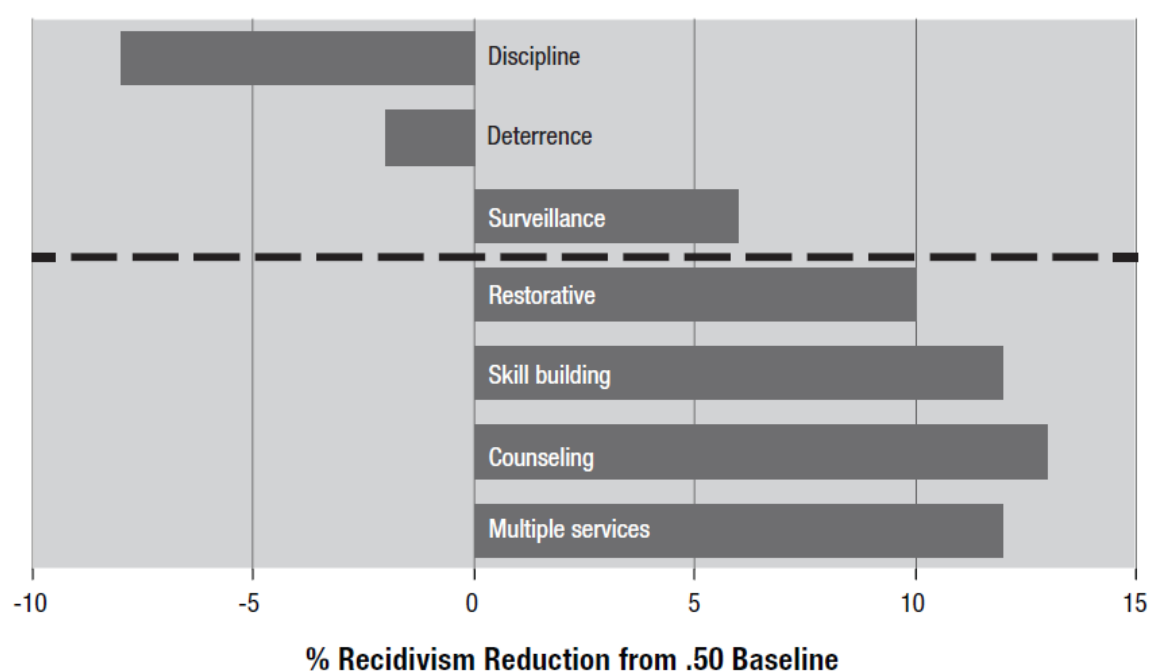 Discipline
Deterrence
Surveillance
Restorative
Skill building
Counseling
Multiple services
-10 -5 0 5 10 15
% Recidivism Reduction from .50 Baseline